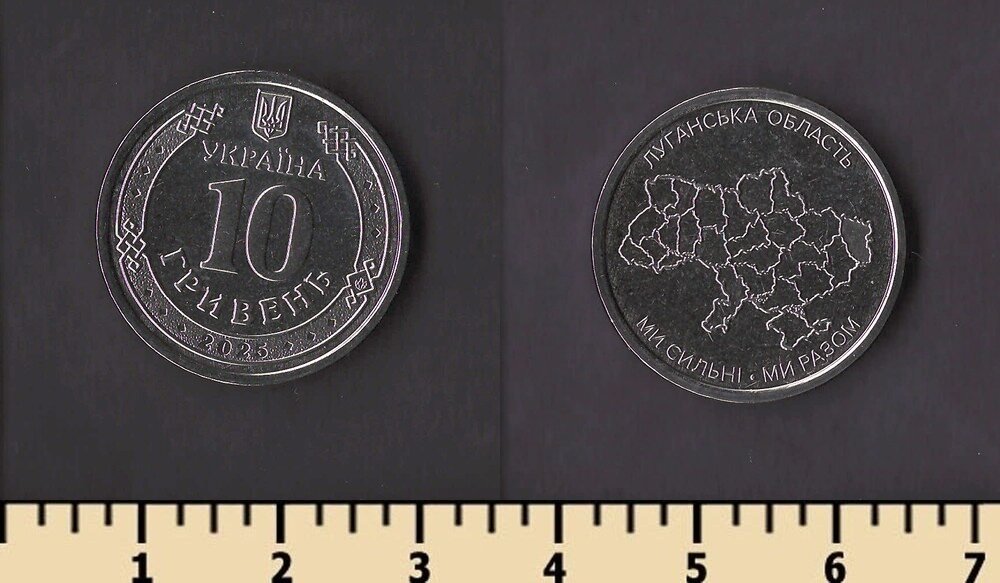 УКРАЇНА
10
ГРИВЕНЬ
2025
ЛУГАНСЬКА ОБЛАСТЬ
МИ СИЛЬНІ • МИ РАЗОМ
1 2 3 4 5 6 7